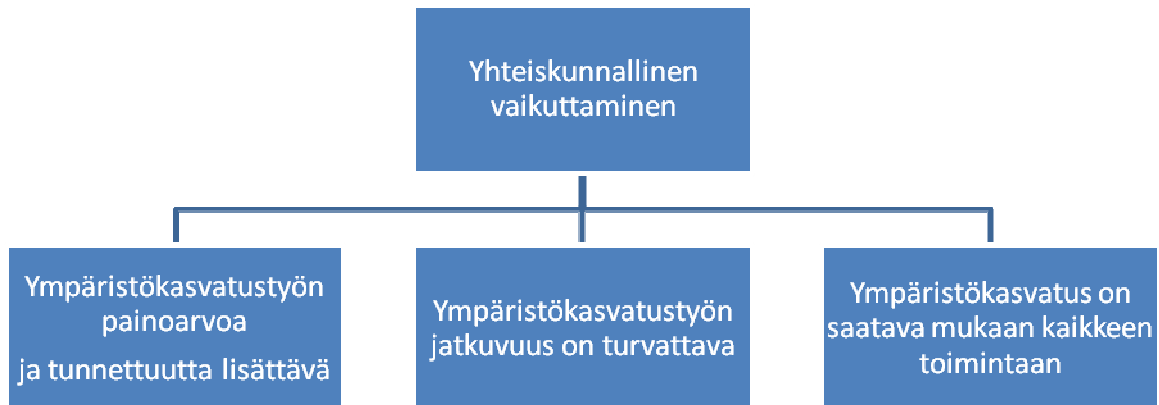 Yhteiskunnallinen
vaikuttaminen
Ympäristökasvatustyön
painoarvoa
ja tunnettuutta lisättävä
Ympäristökasvatustyön
jatkuvuus on turvattava
Ympäristökasvatus on
saatava mukaan kaikkeen
toimintaan